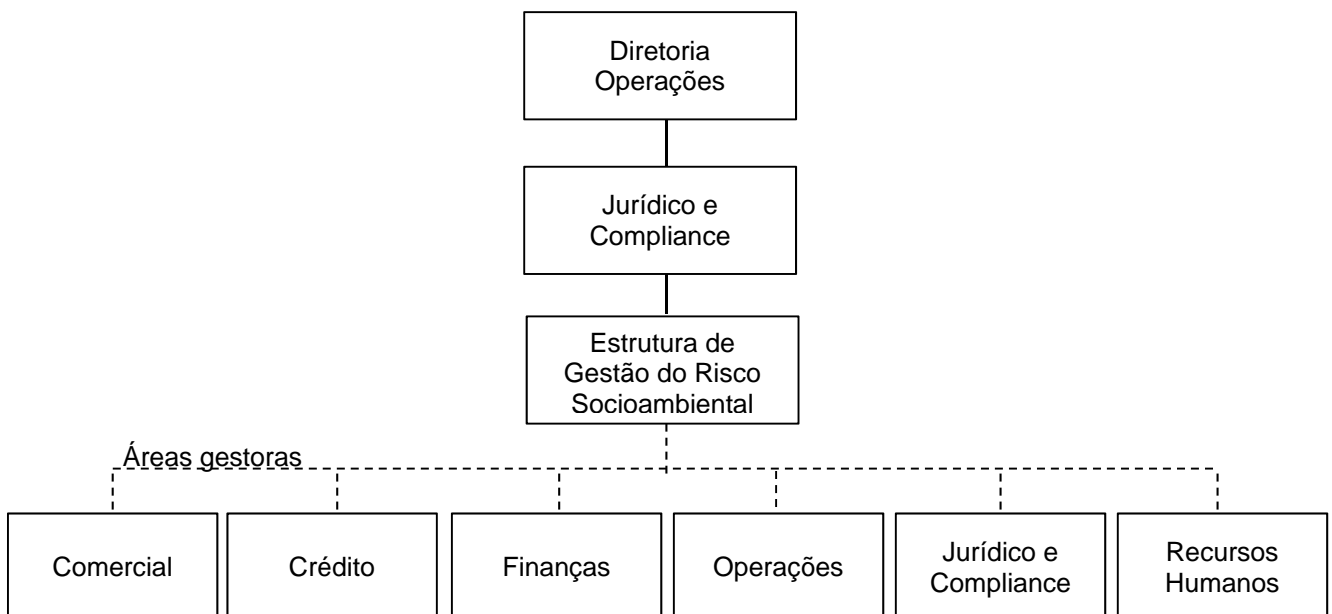 Diretoria
Operações
Jurídico e
Compliance
Estrutura de
Gestão do Risco
Socioambiental
Áreas gestoras
Comercial
Crédito
Finanças
Operações
Jurídico e
Compliance
Recursos
Humanos